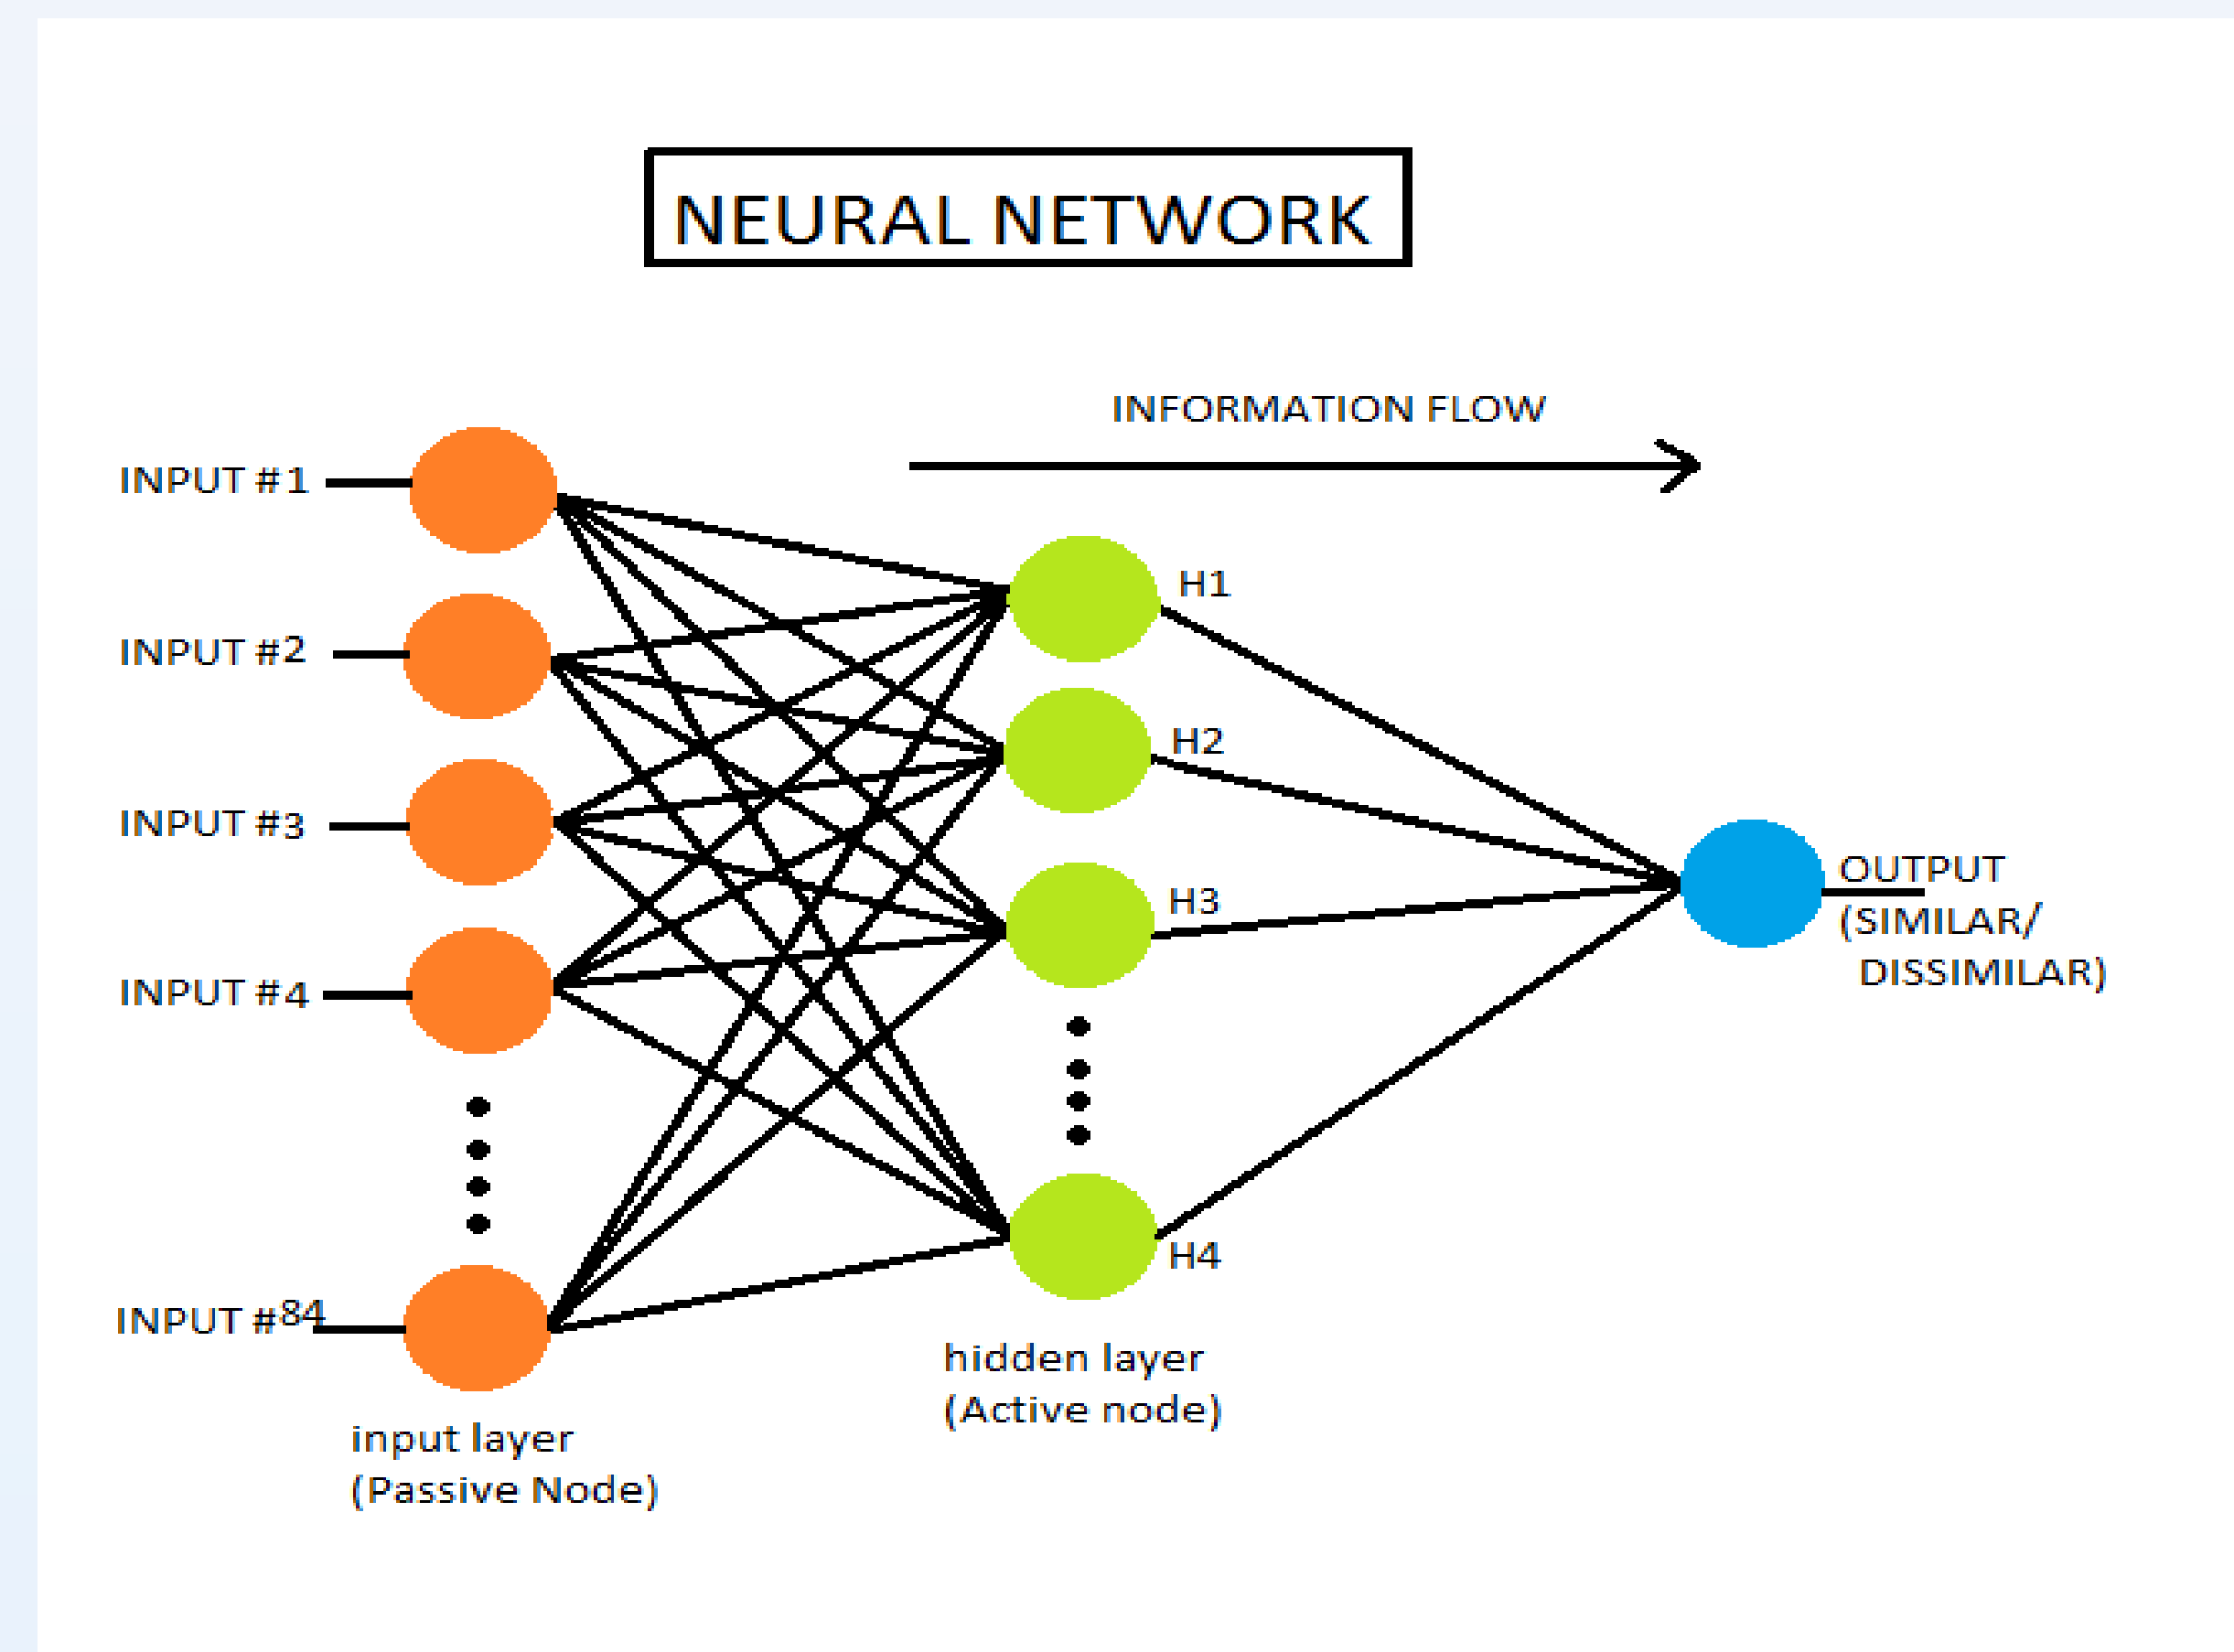 NEURAL NETWORK
INFORMATION FLOW
INPUT #1
H1
INPUT #2
H2
INPUT #3
H3
OUTPUT
(SIMILAR/
DISSIMILAR)
INPUT #4
H4
INPUT #84
hidden layer
(Active node)
input layer
(Passive Node)